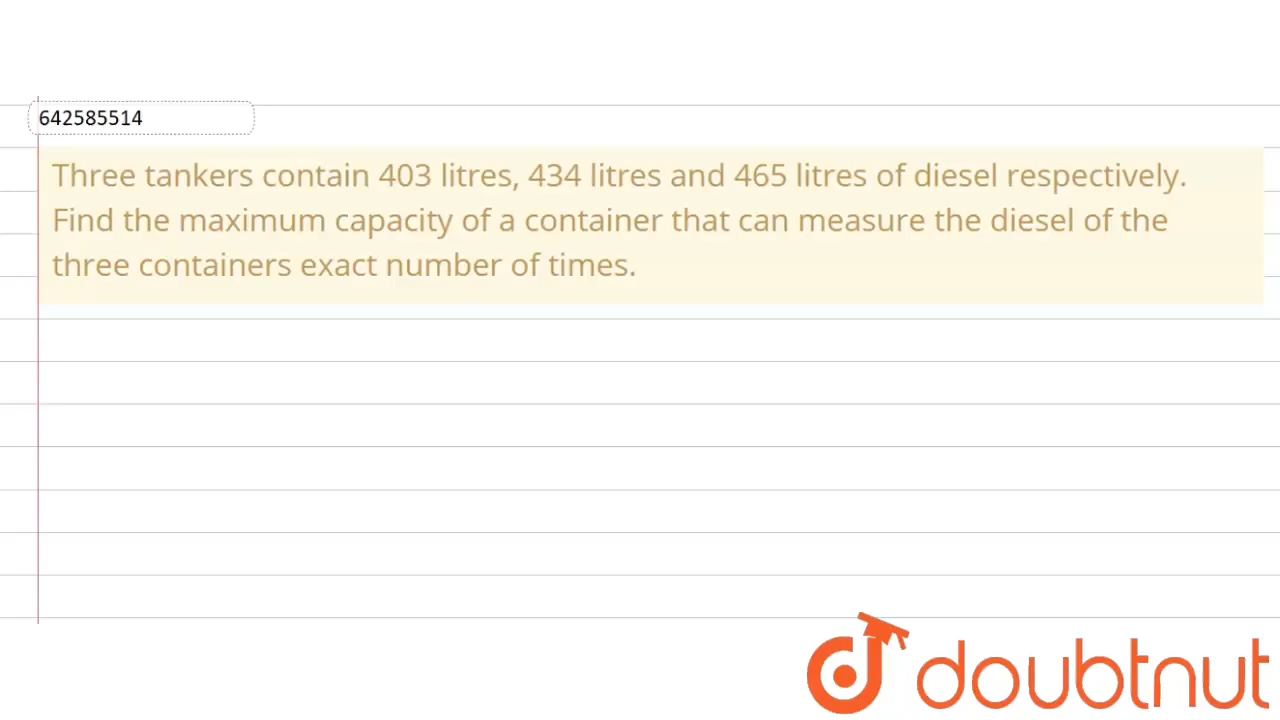 642585514
Three tankers contain 403 litres, 434 litres and 465 litres of diesel respectively.
Find the maximum capacity of a container that can measure the diesel of the
three containers exact number of times.
doubtnut